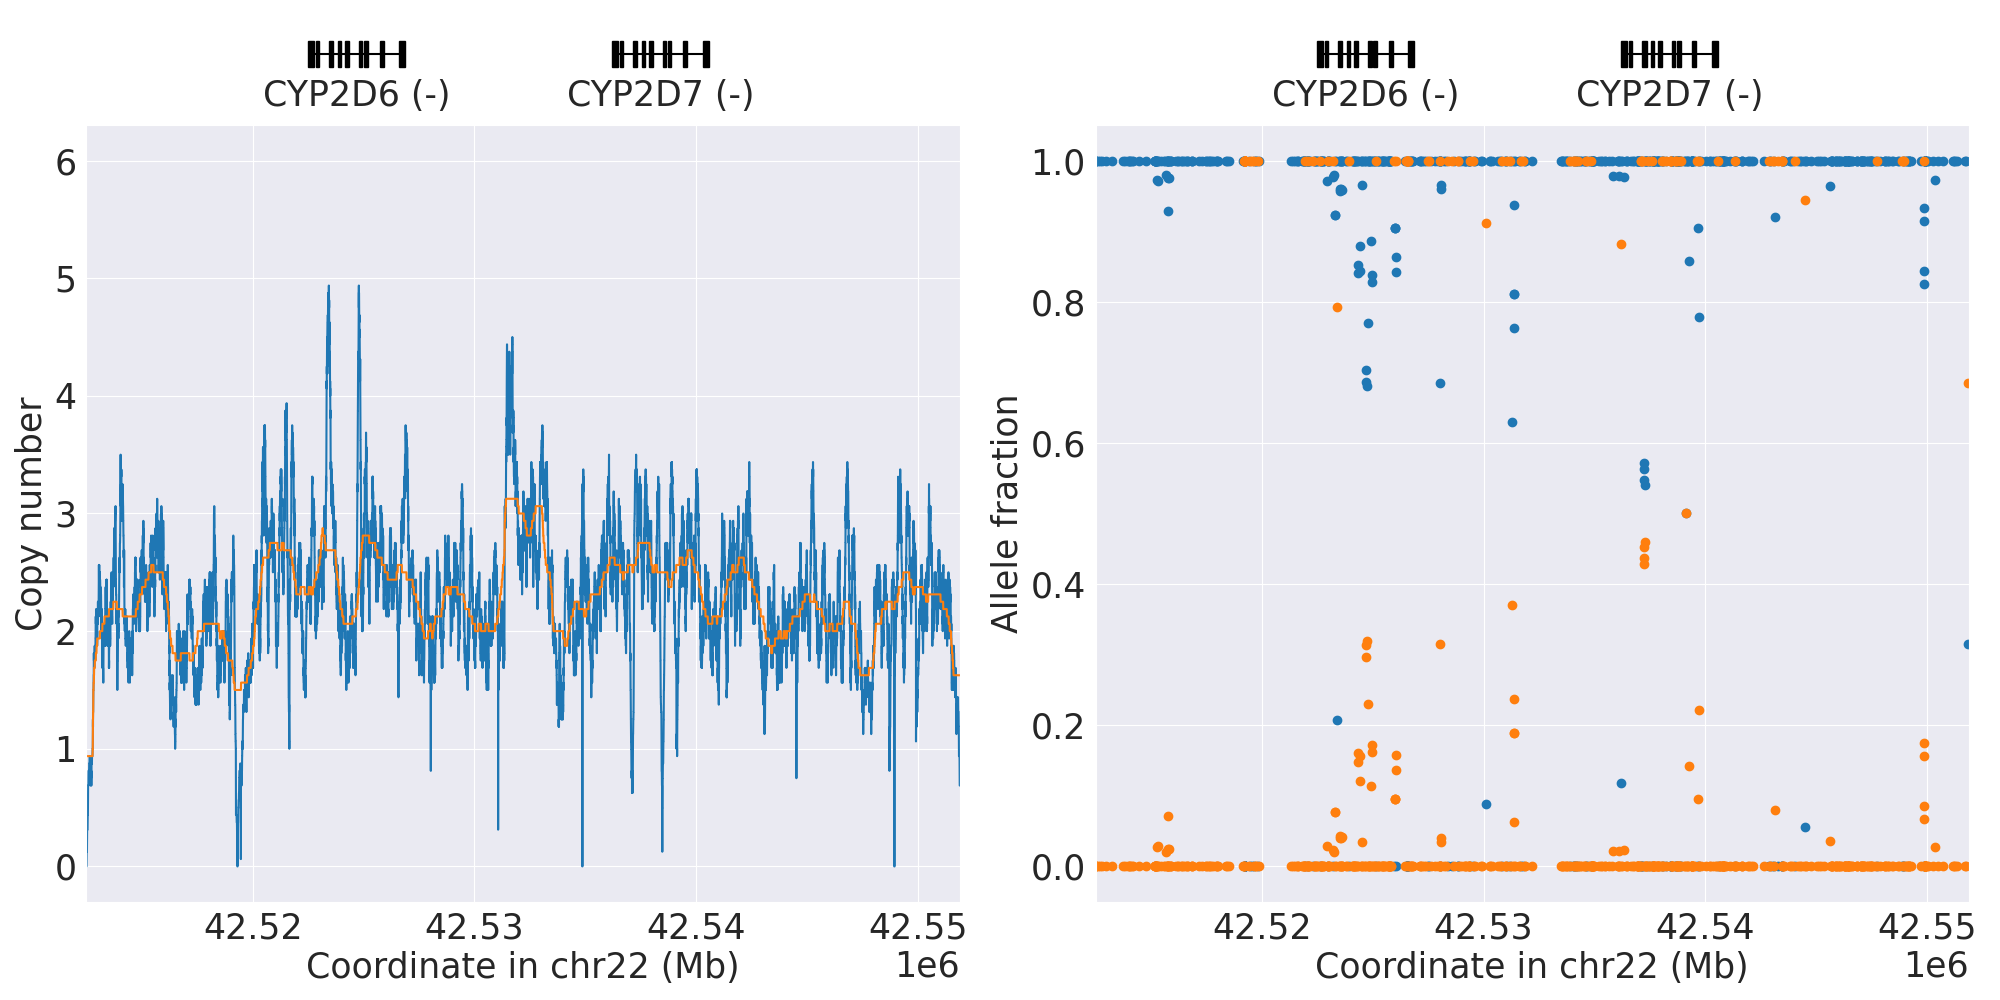 CYP2D6 (-) CYP2D7 (-)
6
5
4
3
2
1
0
Copy number
42.52 42.53 42.54 42.55
Coordinate in chr22 (Mb) 1e6
CYP2D6 (-) CYP2D7 (-)
1.0
0.8
0.6
0.4
0.2
0.0
Allele fraction
42.52 42.53 42.54 42.55
Coordinate in chr22 (Mb) 1e6